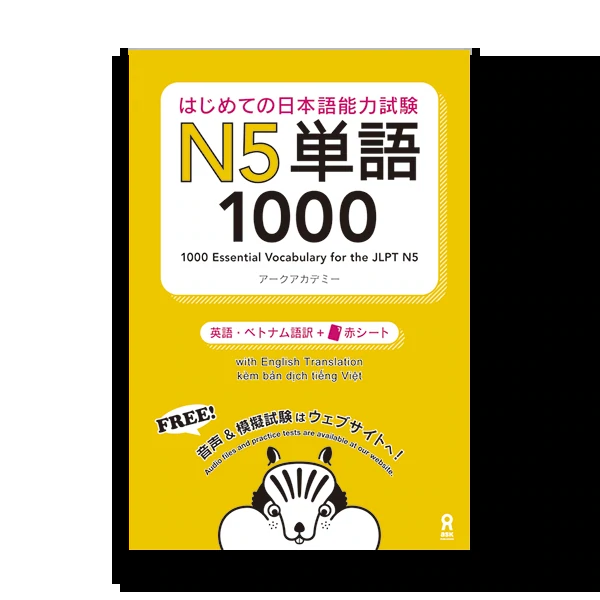 はじめての日本語能力試験
N5単語
1000
1000 Essential Vocabulary for the JLPT N5
アークアカデミー
英語・ベトナム語訳+赤シート
with English Translation
kèm bản dịch tiếng Việt
FREE!
音声&模擬試験はウェブサイトへ!
Audio files and practice tests are available at our website.
ask